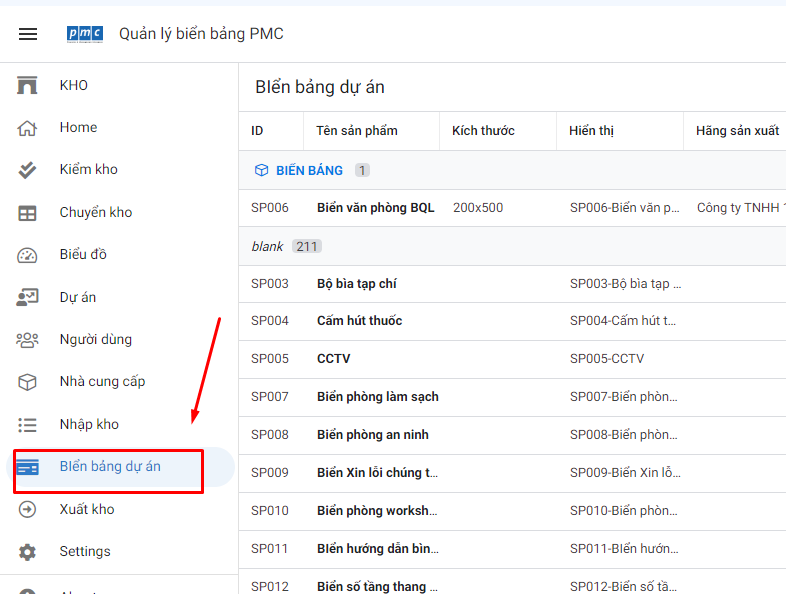 pmc Quản lý biển bảng PMC
KHO
Home
Kiểm kho
Chuyển kho
Biểu đồ
Dự án
Người dùng
Nhà cung cấp
Nhập kho
BIển bảng dự án
Xuất kho
Settings
BIển bảng dự án
ID Tên sản phẩm Kích thước Hiển thị Hãng sản xuất
BIỂN BẢNG 1
SP006 Biển văn phòng BQL 200x500 SP006-Biển văn p... Công ty TNHH
blank 211
SP003 Bộ bìa tạp chí SP003-Bộ bìa tạp ...
SP004 Cấm hút thuốc SP004-Cấm hút t...
SP005 CCTV SP005-CCTV
SP007 Biển phòng làm sạch SP007-Biển phòn...
SP008 Biển phòng an ninh SP008-Biển phòn...
SP009 Biển Xin lỗi chúng t... SP009-Biển Xin lỗ...
SP010 Biển phòng worksh... SP010-Biển phòn...
SP011 BIển hướng dẫn bìn... SP011-BIển hướn...
SP012 Biển số tầng thang ... SP012-Biển số tầ...